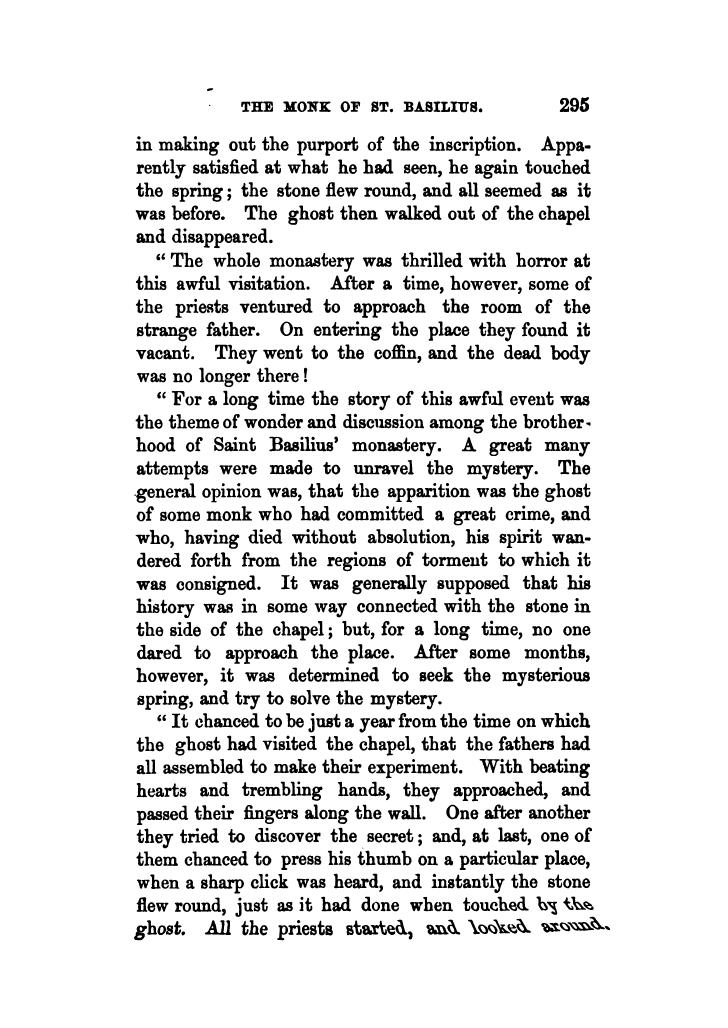 THE MONK OF ST. BASILIUS. 295
in making out the purport of the inscription. Appa-
rently satisfied at what he had seen, he again touched
the spring; the stone flew round, and all seemed as it
was before. The ghost then walked out of the chapel
and disappeared.
“ The whole monastery was thrilled with horror at
this awful visitation. After a time, however, some of
the priests ventured to approach the room of the
strange father. On entering the place they found it
vacant. They went to the coffin, and the dead body
was no longer there!
“ For a long time the story of this awful event was
the theme of wonder and discussion among the brother-
hood of Saint Basilius’ monastery. A great many
attempts were made to unravel the mystery. The
general opinion was, that the apparition was the ghost
of some monk who had committed a great crime, and
who, having died without absolution, his spirit wan-
dered forth from the regions of torment to which it
was consigned. It was generally supposed that his
history was in some way connected with the stone in
the side of the chapel; but, for a long time, no one
dared to approach the place. After some months,
however, it was determined to seek the mysterious
spring, and try to solve the mystery.
“ It chanced to be just a year from the time on which
the ghost had visited the chapel, that the fathers had
all assembled to make their experiment. With beating
hearts and trembling hands, they approached, and
passed their fingers along the wall. One after another
they tried to discover the secret; and, at last, one of
them chanced to press his thumb on a particular place,
when a sharp click was heard, and instantly the stone
flew round, just as it had done when touched by the
ghost. All the priests started, and looked around.